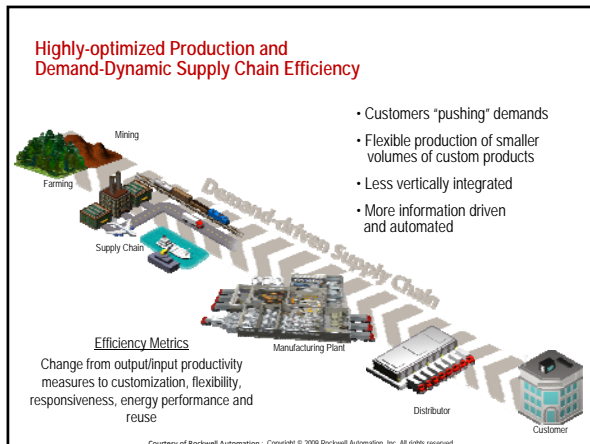 Highly-optimized Production and
Demand-Dynamic Supply Chain Efficiency
• Customers "pushing" demands
• Flexible production of smaller
volumes of custom products
• Less vertically integrated
• More information driven
and automated
Mining
Farming
Supply Chain
Demand-driven Supply Chain
Manufacturing Plant
Distributor
Customer
Efficiency Metrics
Change from output/input productivity
measures to customization, flexibility,
responsiveness, energy performance and
reuse
Courtesy of Rockwell Automation : Copyright © 2009 Rockwell Automation, Inc. All rights reserved.